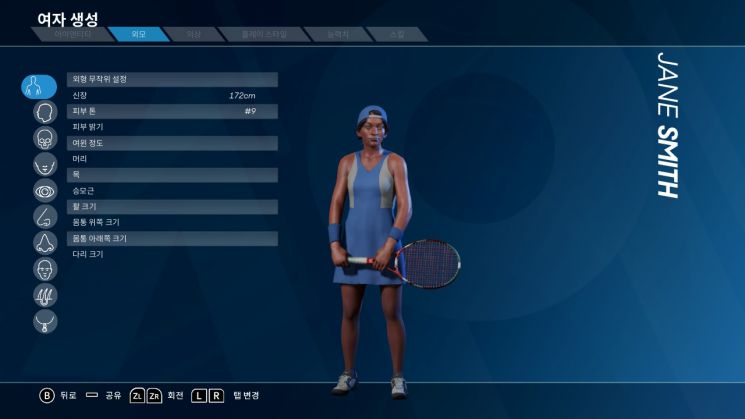 여자 생성
아이덴티티 외모 의상 플레이 스타일 능력치 스킬
외형 무작위 설정
신장 172cm
피부 톤 #9
피부 밝기
여윈 정도
머리
목
승모근
팔 크기
몸통 위쪽 크기
몸통 아래쪽 크기
다리 크기
JANE SMITH
B 뒤로 공유 ZL ZR 회전 L R 탭 변경